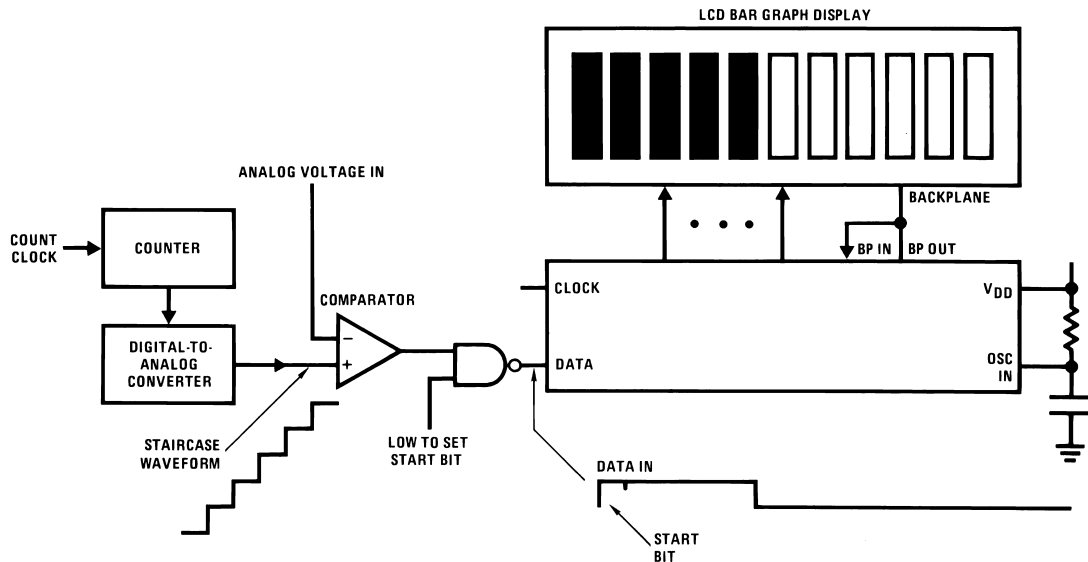 LCD BAR GRAPH DISPLAY
ANALOG VOLTAGE IN
BACKPLANE
COUNT
CLOCK
COUNTER
BP IN
BP OUT
COMPARATOR
CLOCK
VDD
DIGITAL-TO-
ANALOG
CONVERTER
−
+
DATA
OSC
IN
STAIRCASE
WAVEFORM
LOW TO SET
START BIT
DATA IN
START
BIT